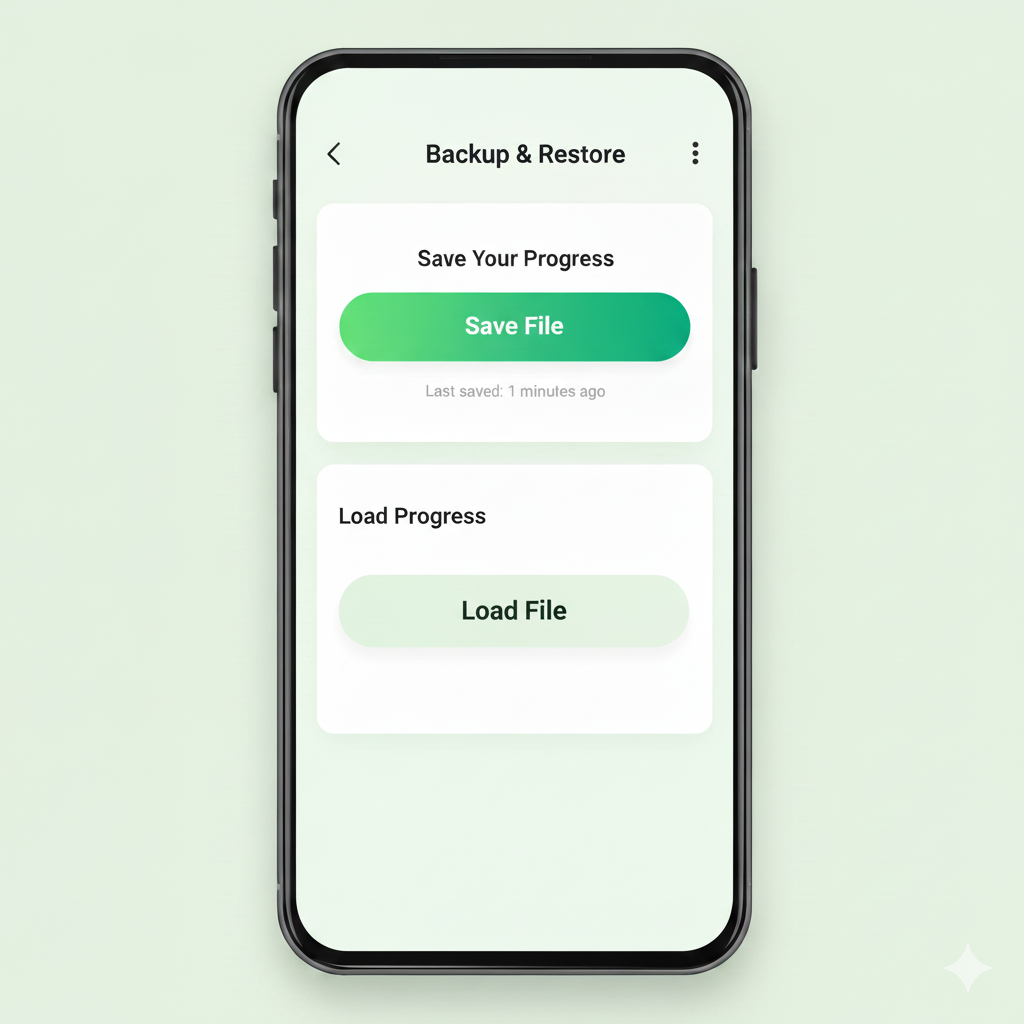 Backup & Restore
Save Your Progress
Save File
Last saved: 1 minutes ago
Load Progress
Load File